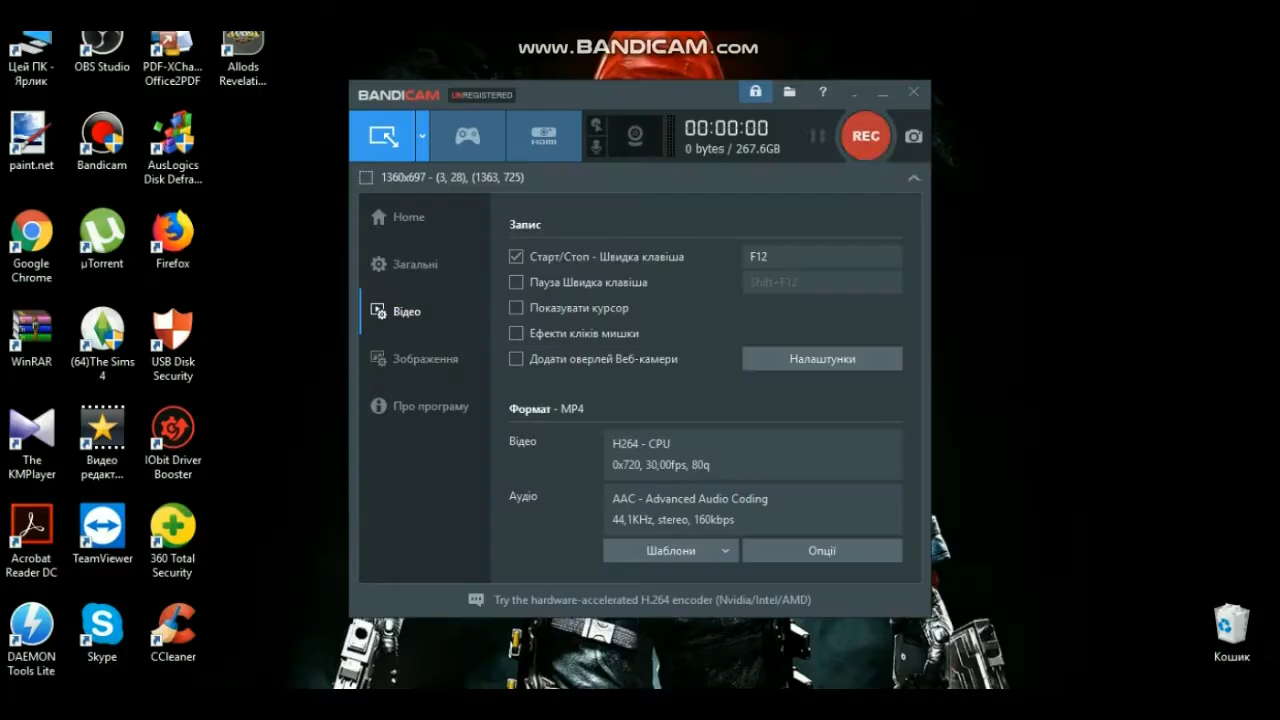 www.BANDICAM.com
Цей ПК -
Ярлик
OBS Studio
PDF-XCha...
Office2PDF
Allods
Revelati...
paint.net
Bandicam
AusLogics
Disk Defra...
Google
Chrome
µTorrent
Firefox
WinRAR
(64)The Sims
4
USB Disk
Security
The
KMPlayer
Видео
редакт...
IObit Driver
Booster
Acrobat
Reader DC
TeamViewer
360 Total
Security
DAEMON
Tools Lite
Skype
CCleaner
BANDICAM UNREGISTERED
HDMI
00:00:00
0 bytes / 267.6GB
REC
1360x697 - (3, 28), (1363, 725)
Home
Загальні
Відео
Зображення
Про програму
Запис
Старт/Стоп - Швидка клавіша F12
Пауза Швидка клавіша Shift+F12
Показувати курсор
Ефекти кліків мишки
Додати оверлей Веб-камери Налаштунки
Формат - MP4
Відео H264 - CPU
0x720, 30,00fps, 80q
Аудіо AAC - Advanced Audio Coding
44,1KHz, stereo, 160kbps
Шаблони Опції
Try the hardware-accelerated H.264 encoder (Nvidia/Intel/AMD)
Кошик